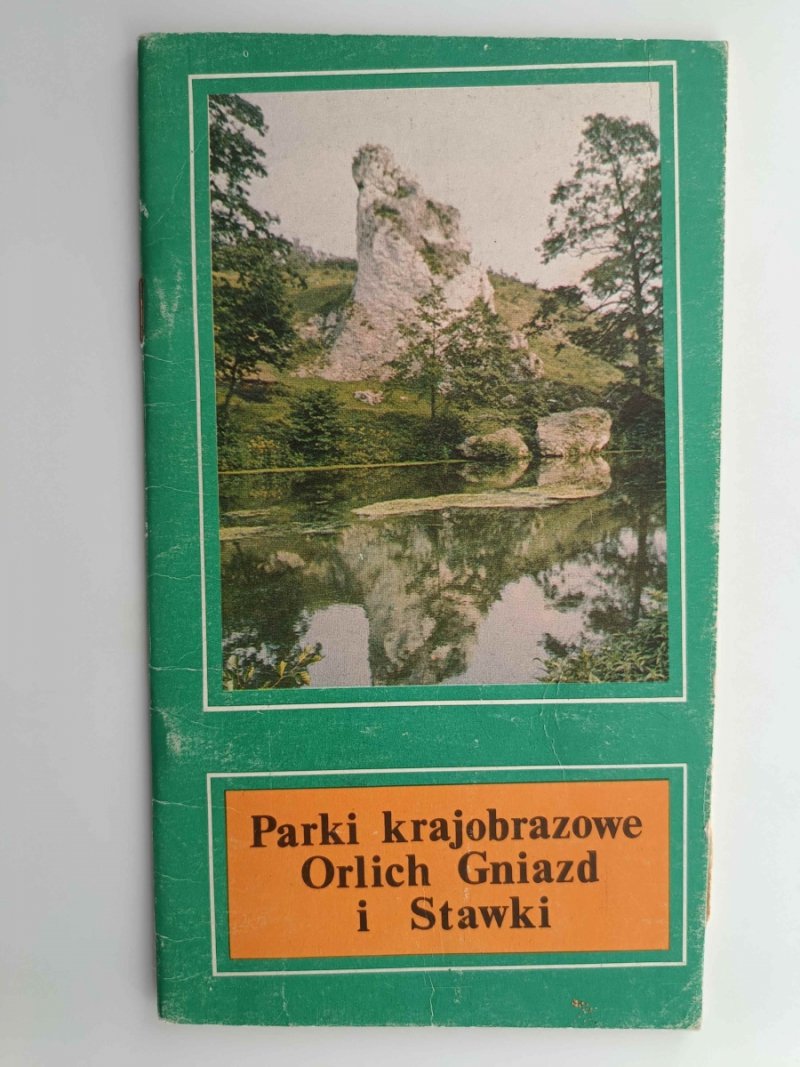 Parki krajobrazowe
Orlich Gniazd
i Stawki